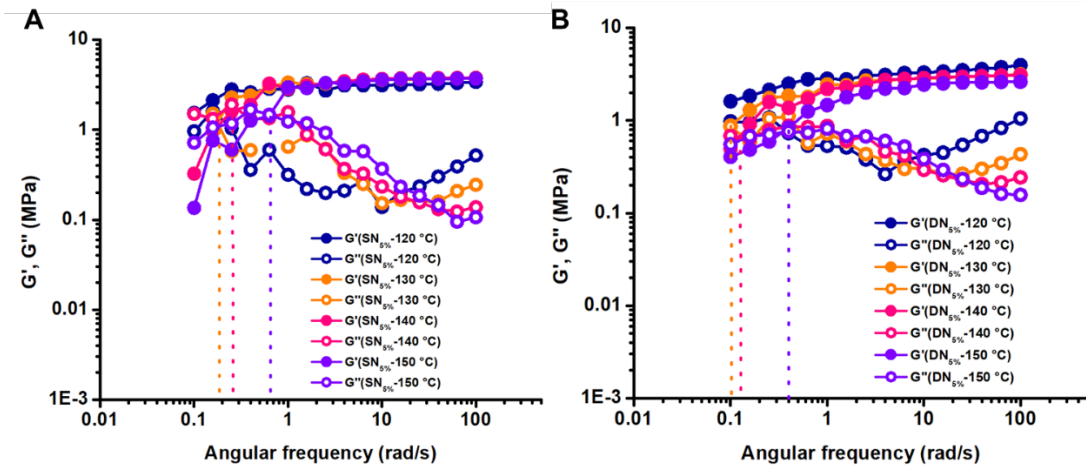 A
10
1
0.1
0.01
1E-3
G', G'' (MPa)
G'(SN5%-120 °C)
G''(SN5%-120 °C)
G'(SN5%-130 °C)
G''(SN5%-130 °C)
G'(SN5%-140 °C)
G''(SN5%-140 °C)
G'(SN5%-150 °C)
G''(SN5%-150 °C)
0.01 0.1 1 10 100
Angular frequency (rad/s)
B
10
1
0.1
0.01
1E-3
G', G'' (MPa)
G'(DN5%-120 °C)
G''(DN5%-120 °C)
G'(DN5%-130 °C)
G''(DN5%-130 °C)
G'(DN5%-140 °C)
G''(DN5%-140 °C)
G'(DN5%-150 °C)
G''(DN5%-150 °C)
0.01 0.1 1 10 100
Angular frequency (rad/s)